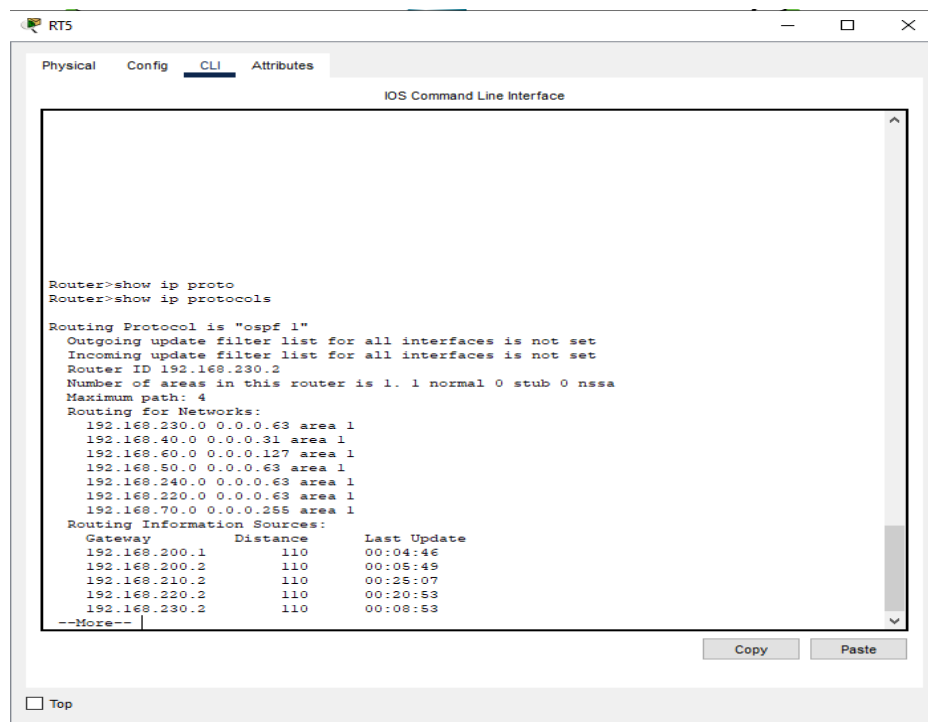 RT5
Physical Config CLI Attributes
IOS Command Line Interface
Router>show ip proto
Router>show ip protocols
Routing Protocol is "ospf 1"
Outgoing update filter list for all interfaces is not set
Incoming update filter list for all interfaces is not set
Router ID 192.168.230.2
Number of areas in this router is 1. 1 normal 0 stub 0 nssa
Maximum path: 4
Routing for Networks:
192.168.230.0 0.0.0.63 area 1
192.168.40.0 0.0.0.31 area 1
192.168.60.0 0.0.0.127 area 1
192.168.50.0 0.0.0.63 area 1
192.168.240.0 0.0.0.63 area 1
192.168.220.0 0.0.0.63 area 1
192.168.70.0 0.0.0.255 area 1
Routing Information Sources:
Gateway Distance Last Update
192.168.200.1 110 00:04:46
192.168.200.2 110 00:05:49
192.168.210.2 110 00:25:07
192.168.220.2 110 00:20:53
192.168.230.2 110 00:08:53
--More--
Copy Paste
Top